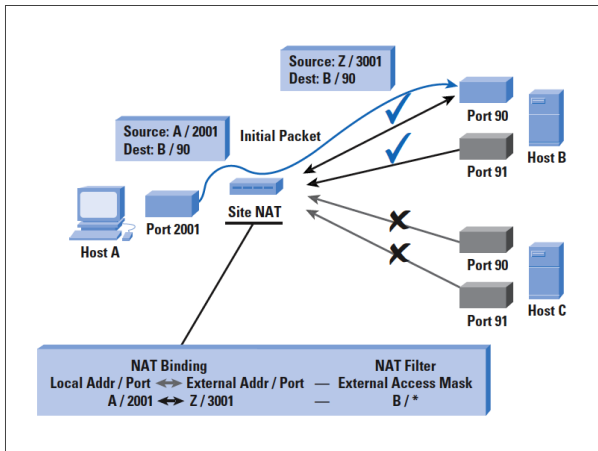 Source: Z / 3001
Dest: B / 90
Source: A / 2001
Dest: B / 90
Initial Packet
Port 90
Port 91
Host B
Site NAT
Port 2001
Host A
Port 90
Port 91
Host C
NAT Binding NAT Filter
Local Addr / Port External Addr / Port — External Access Mask
A / 2001 Z / 3001 — B / *